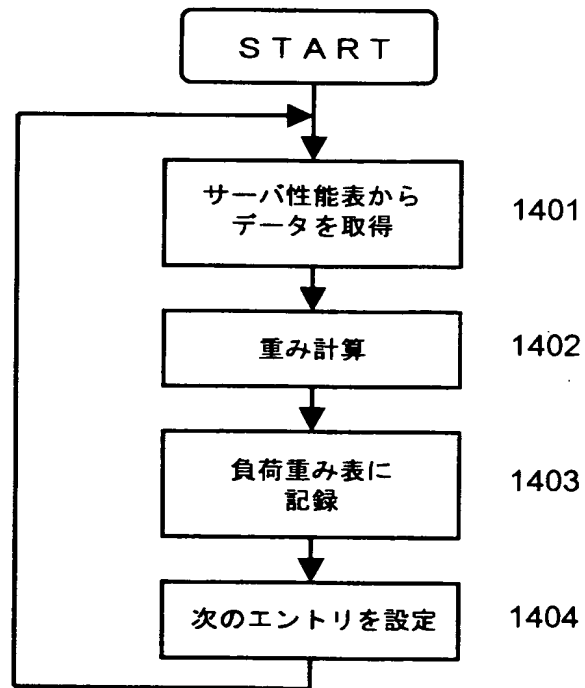 START
サーバ性能表から
データを取得
1401
重み計算
1402
負荷重み表に
記録
1403
次のエントリを設定
1404